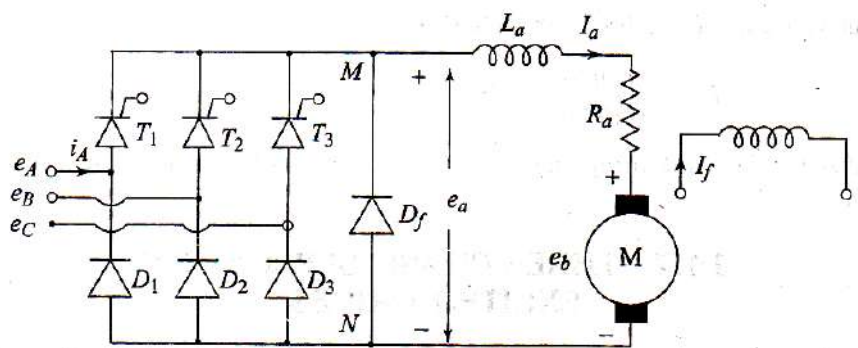 L_a
I_a
M
+
+
R_a
T_1
T_2
T_3
i_A
e_A
I_f
e_B
e_a
+
e_C
D_f
e_b
M
D_1
D_2
D_3
N
−
−